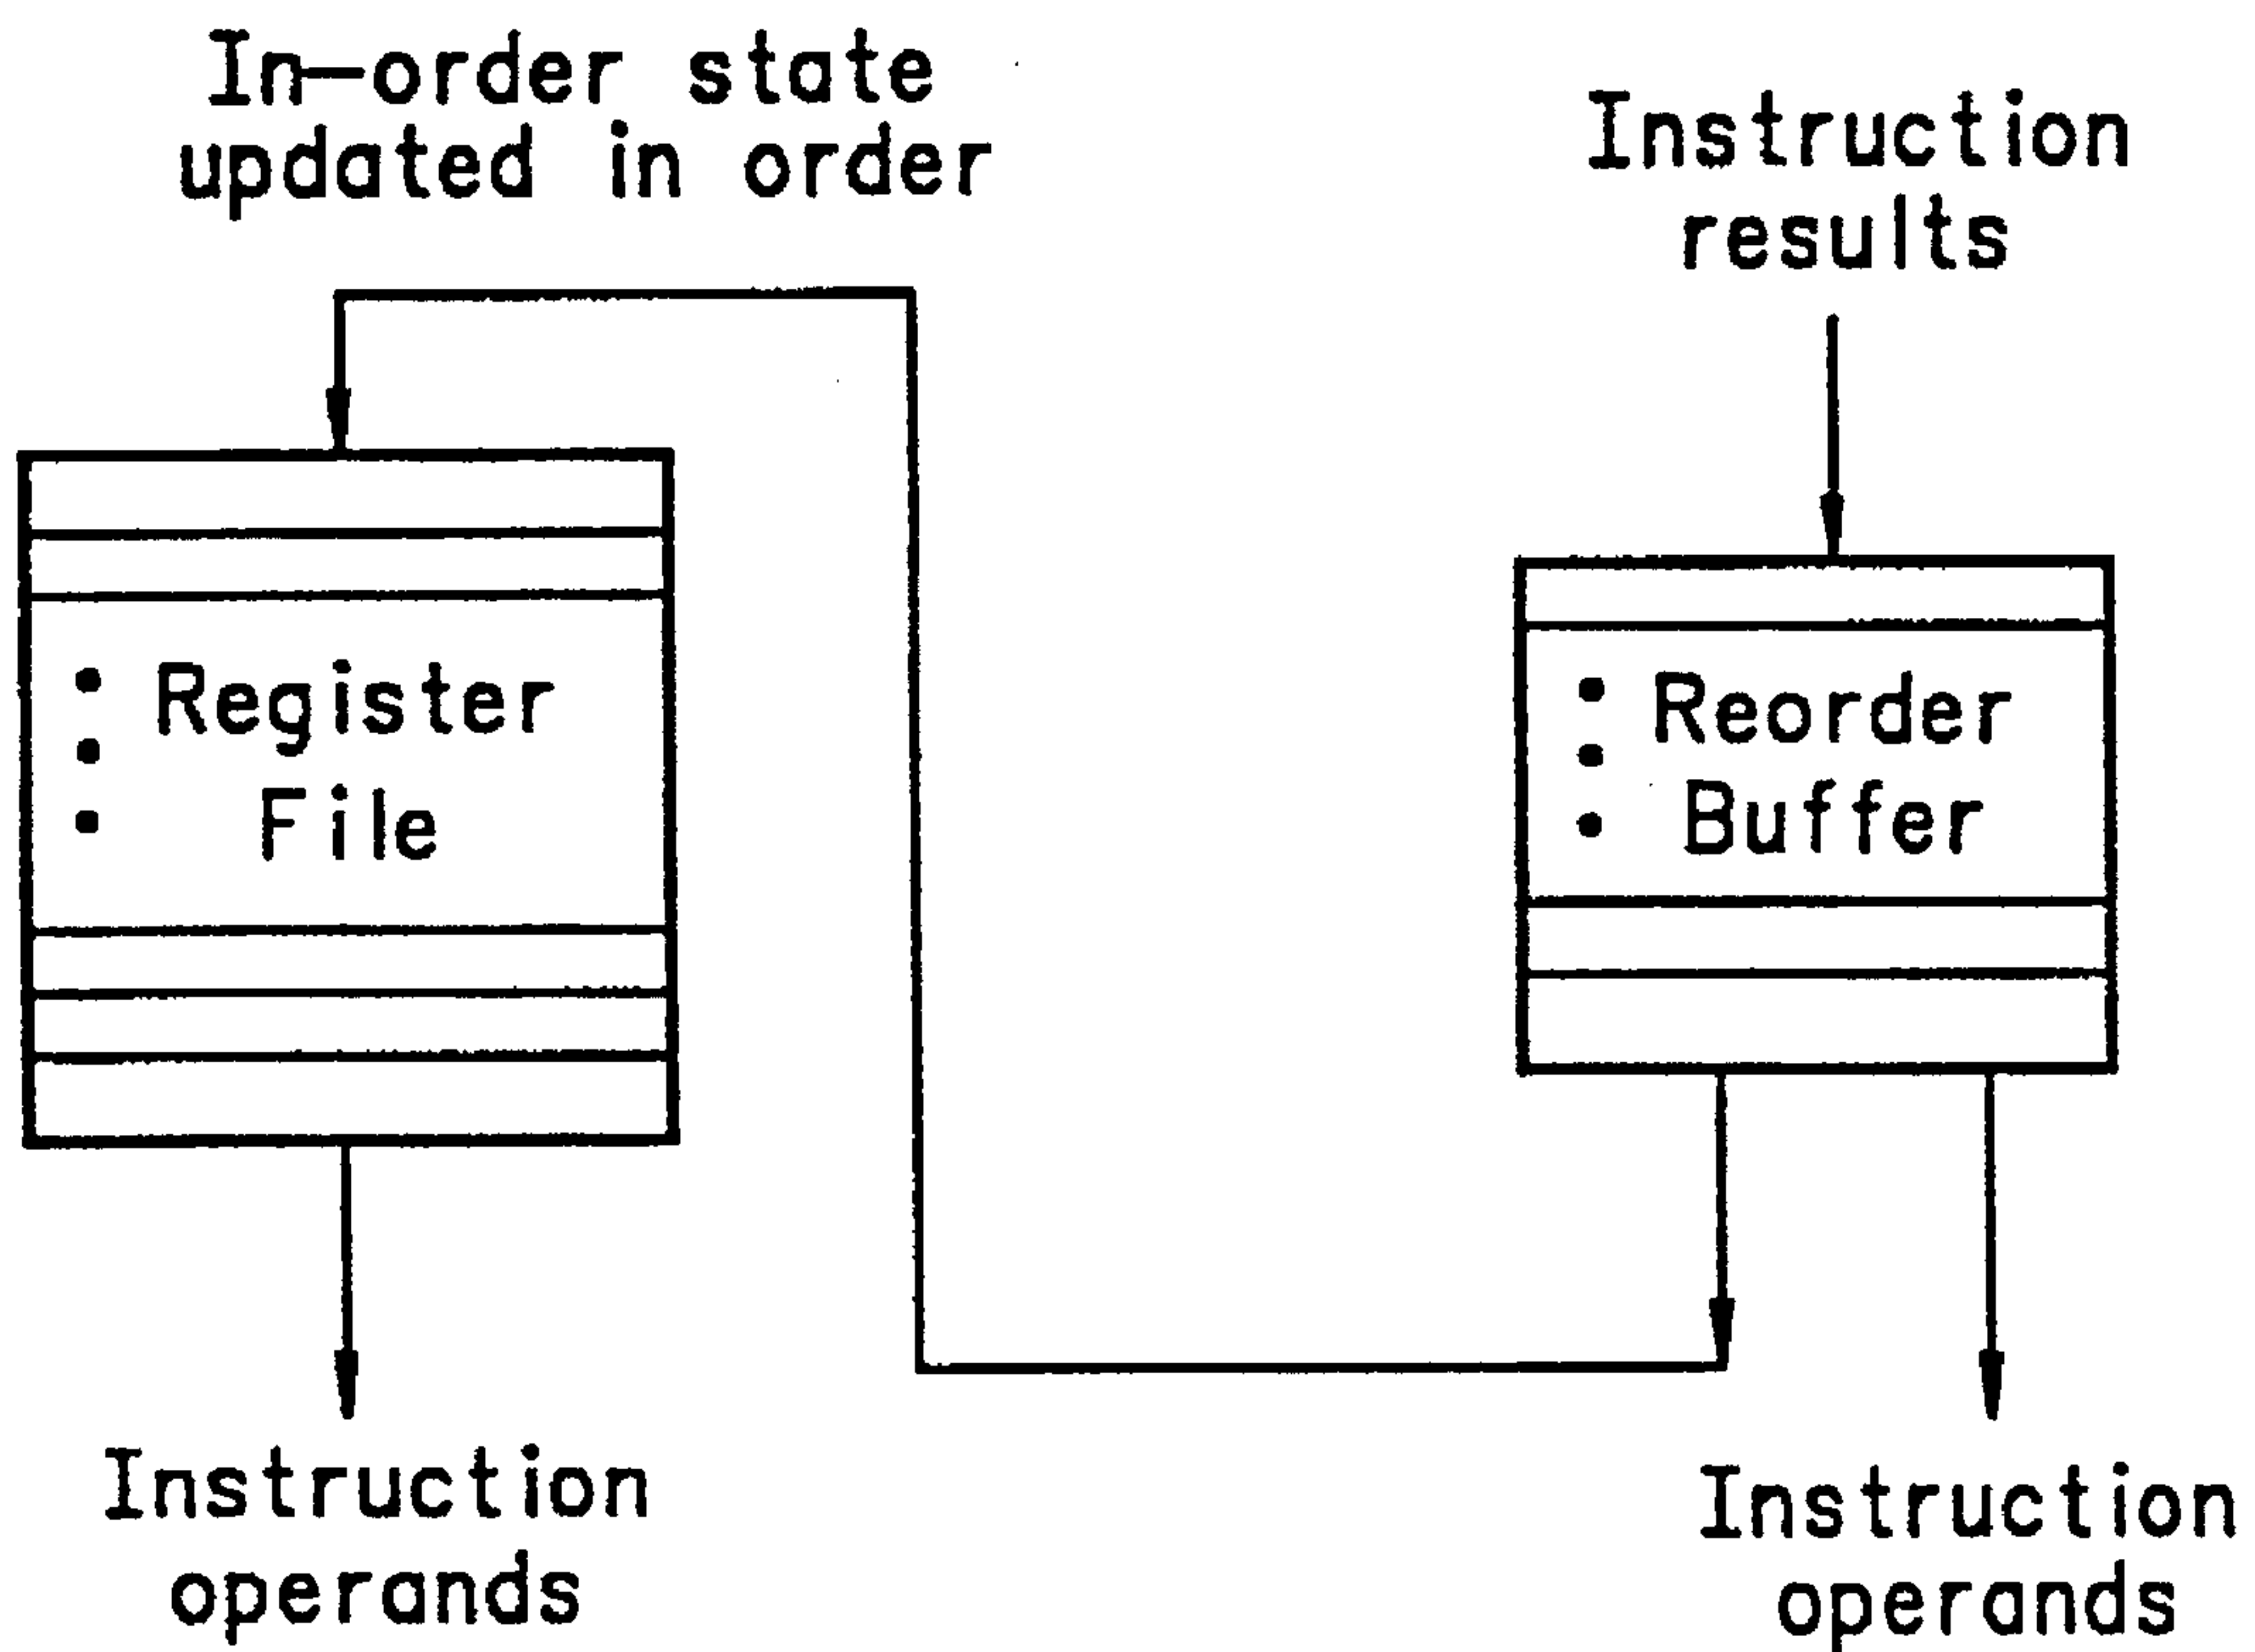 In-order state
updated in order
Instruction
results
Register
File
Reorder
Buffer
Instruction
operands
Instruction
operands